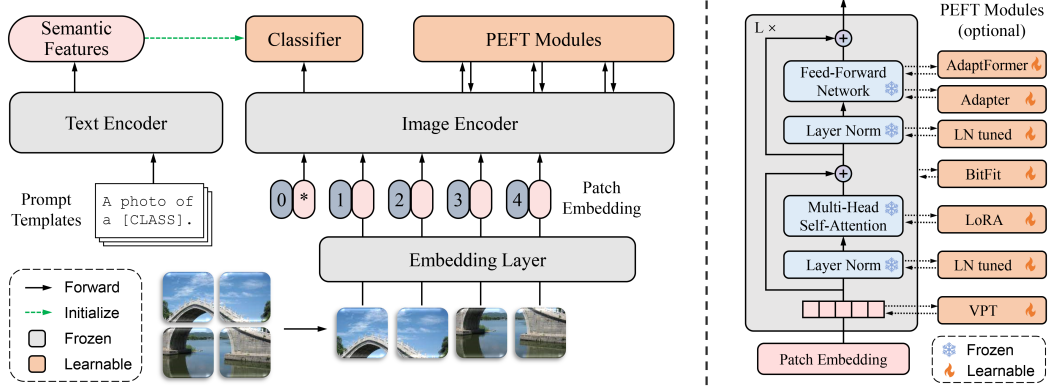 Semantic
Features
Classifier
PEFT Modules
Text Encoder
Image Encoder
Prompt
Templates
A photo of
a [CLASS].
0 * 1 2 3 4
Patch
Embedding
Embedding Layer
Forward
Initialize
Frozen
Learnable
L ×
+
Feed-Forward
Network
Layer Norm
+
Multi-Head
Self-Attention
Layer Norm
Patch Embedding
PEFT Modules
(optional)
AdaptFormer
Adapter
LN tuned
BitFit
LoRA
LN tuned
VPT
Frozen
Learnable